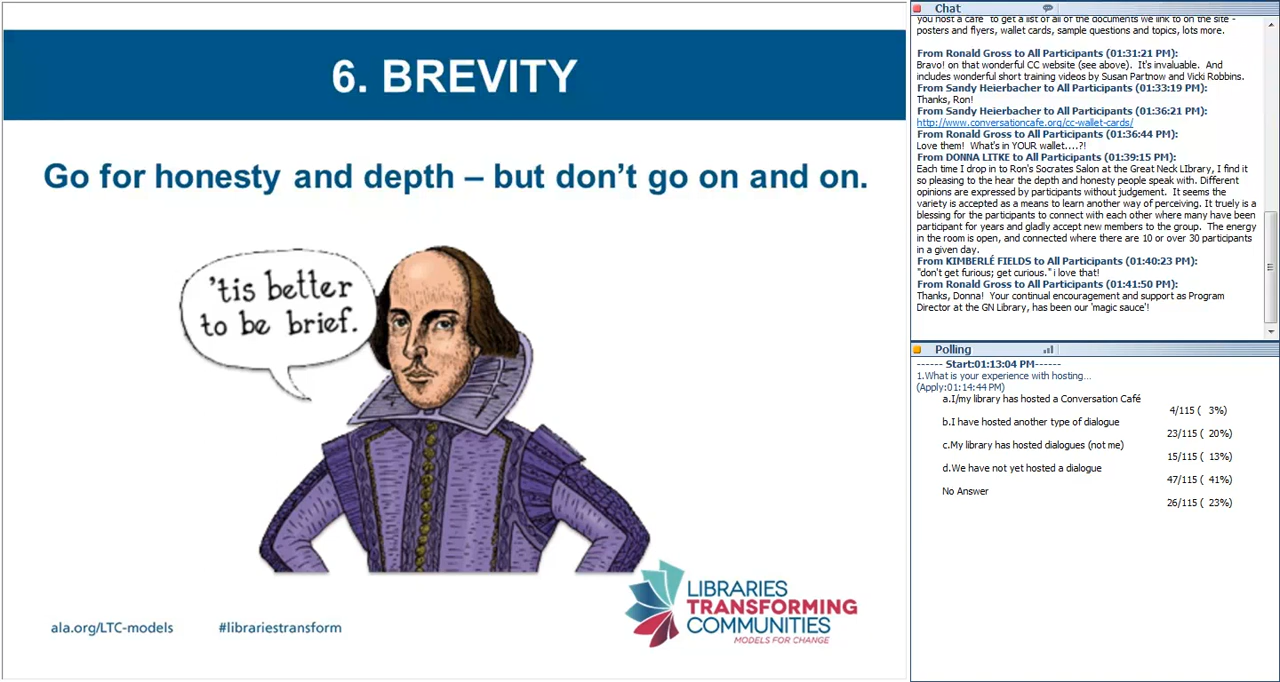 6. BREVITY
Go for honesty and depth – but don't go on and on.
'tis better
to be brief.
LIBRARIES
TRANSFORMING
COMMUNITIES
MODELS FOR CHANGE
ala.org/LTC-models
#librariestransform
Chat
you host a cafe to get a list of all of the documents we link to on the site -
posters and flyers, wallet cards, sample questions and topics, lots more.
From Ronald Gross to All Participants (01:31:21 PM):
Bravo! on that wonderful CC website (see above). It's invaluable. And
includes wonderful short training videos by Susan Partnow and Vicki Robbins.
From Sandy Heierbacher to All Participants (01:33:19 PM):
Thanks, Ron!
From Sandy Heierbacher to All Participants (01:36:21 PM):
http://www.conversationcafe.org/cc-wallet-cards/
From Ronald Gross to All Participants (01:36:44 PM):
Love them! What's in YOUR wallet....?!
From DONNA LITKE to All Participants (01:39:15 PM):
Each time I drop in to Ron's Socrates Salon at the Great Neck LIbrary, I find it
so pleasing to the hear the depth and honesty people speak with. Different
opinions are expressed by participants without judgement. It seems the
variety is accepted as a means to learn another way of perceiving. It truely is a
blessing for the participants to connect with each other where many have been
participant for years and gladly accept new members to the group. The energy
in the room is open, and connected where there are 10 or over 30 participants
in a given day.
From KIMBERLÉ FIELDS to All Participants (01:40:23 PM):
"don't get furious; get curious." i love that!
From Ronald Gross to All Participants (01:41:50 PM):
Thanks, Donna! Your continual encouragement and support as Program
Director at the GN Library, has been our 'magic sauce'!
Polling
------ Start:01:13:04 PM------
1.What is your experience with hosting...
(Apply:01:14:44 PM)
a.I/my library has hosted a Conversation Café
4/115 ( 3%)
b.I have hosted another type of dialogue
23/115 ( 20%)
c.My library has hosted dialogues (not me)
15/115 ( 13%)
d.We have not yet hosted a dialogue
47/115 ( 41%)
No Answer
26/115 ( 23%)